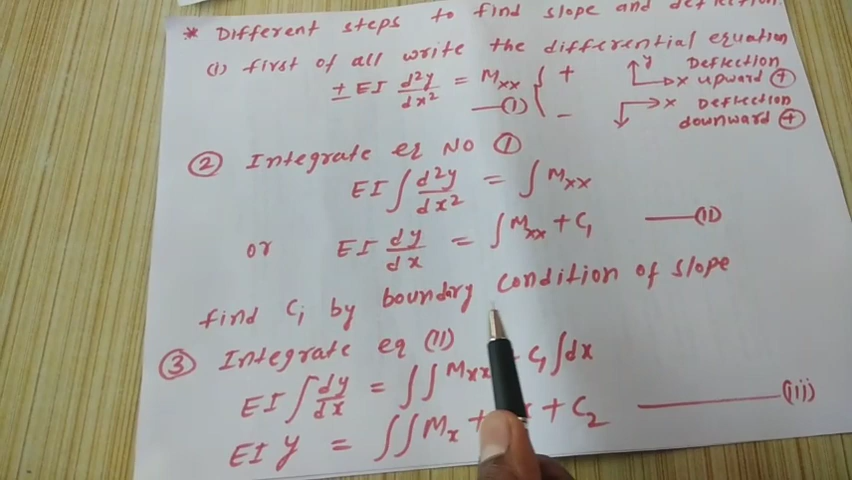 * Different steps to find slope and deflection.
(1) first of all write the differential equation
± EI d²y/dx² = Mxx { + ↑y →x Deflection upward (+)
—(1) { - ↓ →x Deflection downward (+)
② Integrate eq No ①
EI ∫ d²y/dx² = ∫ Mxx
or EI dy/dx = ∫ Mxx + C₁ —(11)
find C₁ by boundary condition of slope
③ Integrate eq (11)
EI ∫ dy/dx = ∫∫ Mxx C₁ ∫dx
EI y = ∫∫ Mx + + C₂ —(iii)